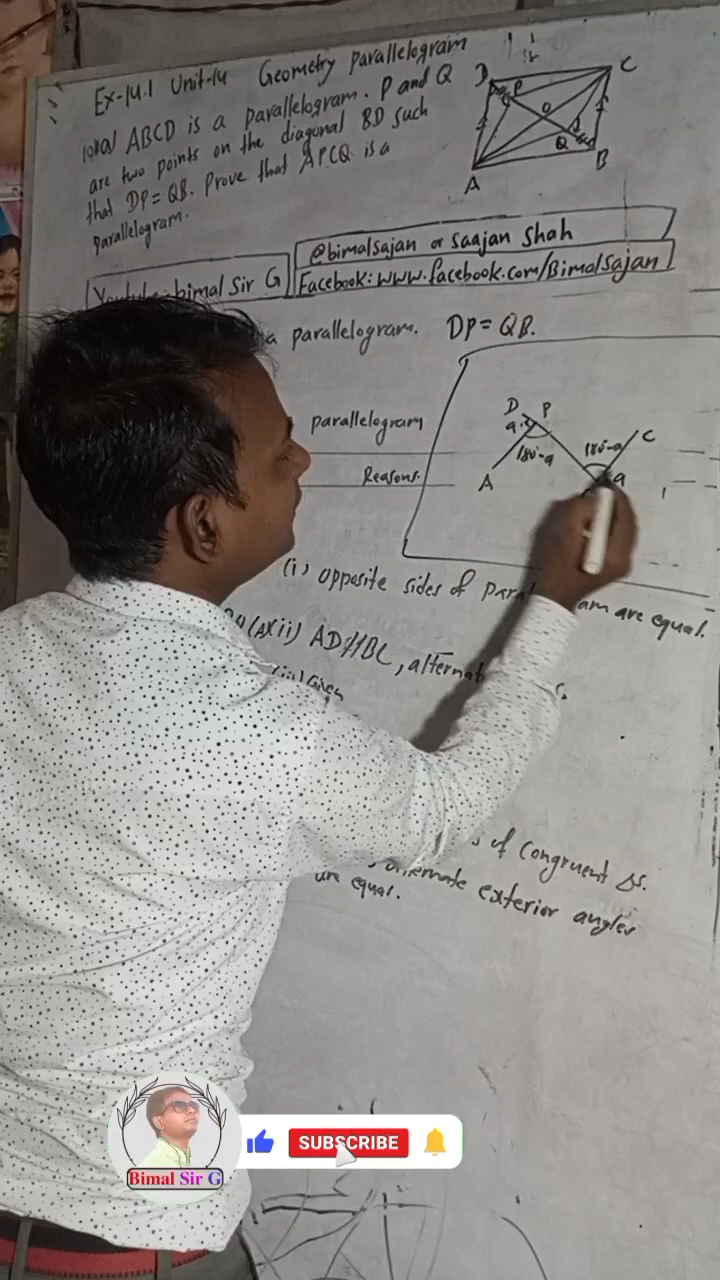 Ex-14.1 Unit-14 Geometry parallelogram
10(a) ABCD is a parallelogram. P and Q
are two points on the diagonal BD such
that DP = QB. Prove that APCQ is a
parallelogram.
D P C
O
Q B
A
@bimalsajan or Saajan Shah
Youtube: bimal Sir G
Facebook: www.facebook.com/BimalSajan
a parallelogram. DP = QB.
parallelogram
Reasons.
D P
a
180°-a
A
180°-a
C
a
(i) opposite sides of are equal.
(ii) AD//BC,
(iii) Given
of congruent Δs.
alternate exterior angles
are equal.
SUBSCRIBE
Bimal Sir G